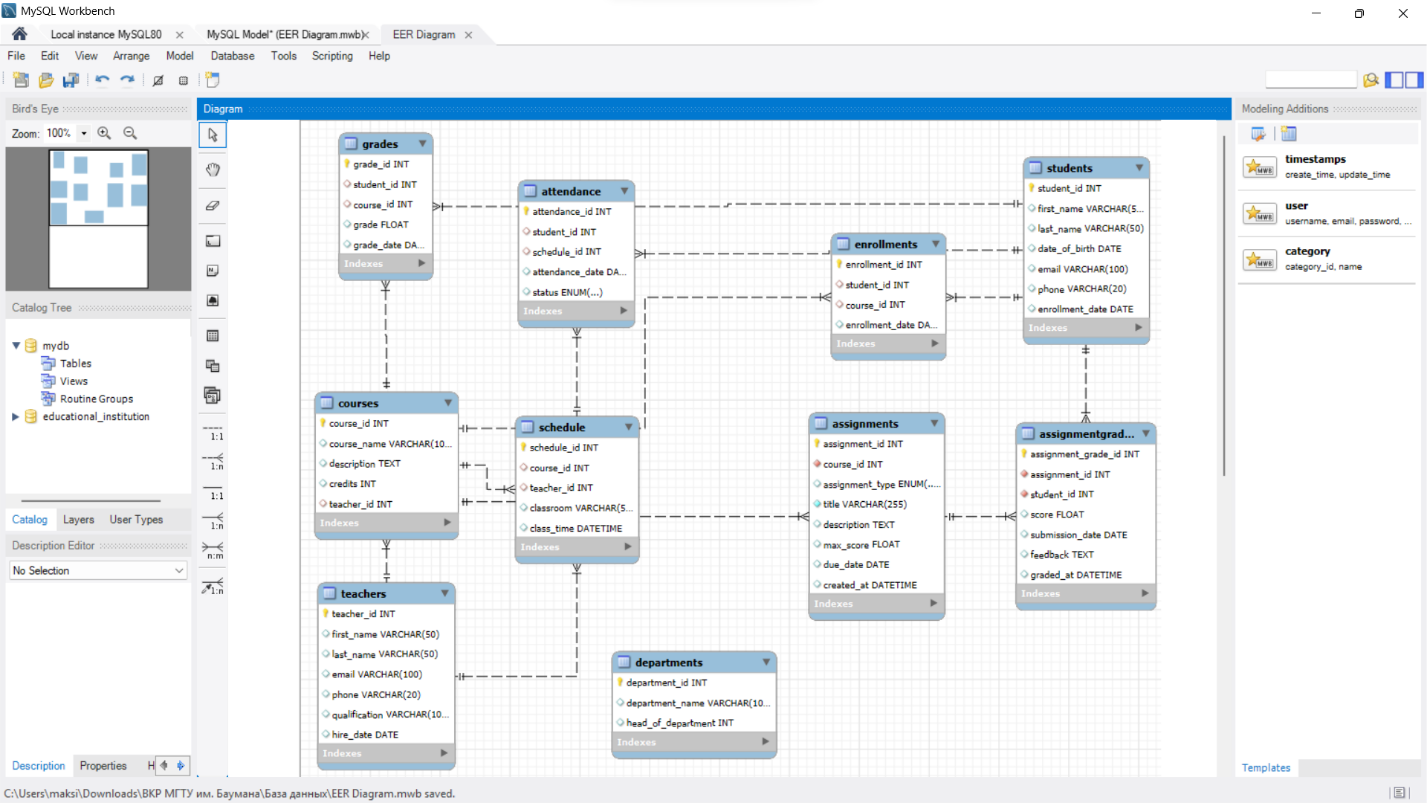 MySQL Workbench
Local instance MySQL80
MySQL Model* (EER Diagram.mwb)
EER Diagram
File Edit View Arrange Model Database Tools Scripting Help
Bird's Eye
Zoom: 100%
Catalog Tree
mydb
Tables
Views
Routine Groups
educational_institution
Catalog Layers User Types
Description Editor
No Selection
Description Properties H
Diagram
1:1
1:n
1:1
1:n
n:m
1:n
grades
grade_id INT
student_id INT
course_id INT
grade FLOAT
grade_date DA...
Indexes
attendance
attendance_id INT
student_id INT
schedule_id INT
attendance_date DA...
status ENUM(...)
Indexes
enrollments
enrollment_id INT
student_id INT
course_id INT
enrollment_date DA...
Indexes
students
student_id INT
first_name VARCHAR(5...
last_name VARCHAR(50)
date_of_birth DATE
email VARCHAR(100)
phone VARCHAR(20)
enrollment_date DATE
Indexes
courses
course_id INT
course_name VARCHAR(10...
description TEXT
credits INT
teacher_id INT
Indexes
schedule
schedule_id INT
course_id INT
teacher_id INT
classroom VARCHAR(5...
class_time DATETIME
Indexes
assignments
assignment_id INT
course_id INT
assignment_type ENUM(...
title VARCHAR(255)
description TEXT
max_score FLOAT
due_date DATE
created_at DATETIME
Indexes
assignmentgrad...
assignment_grade_id INT
assignment_id INT
student_id INT
score FLOAT
submission_date DATE
feedback TEXT
graded_at DATETIME
Indexes
teachers
teacher_id INT
first_name VARCHAR(50)
last_name VARCHAR(50)
email VARCHAR(100)
phone VARCHAR(20)
qualification VARCHAR(10...
hire_date DATE
Indexes
departments
department_id INT
department_name VARCHAR(10...
head_of_department INT
Indexes
Modeling Additions
MWB
timestamps
create_time, update_time
MWB
user
username, email, password, ...
MWB
category
category_id, name
Templates
C:\Users\maksi\Downloads\ВКР МГТУ им. Баумана\База данных\EER Diagram.mwb saved.